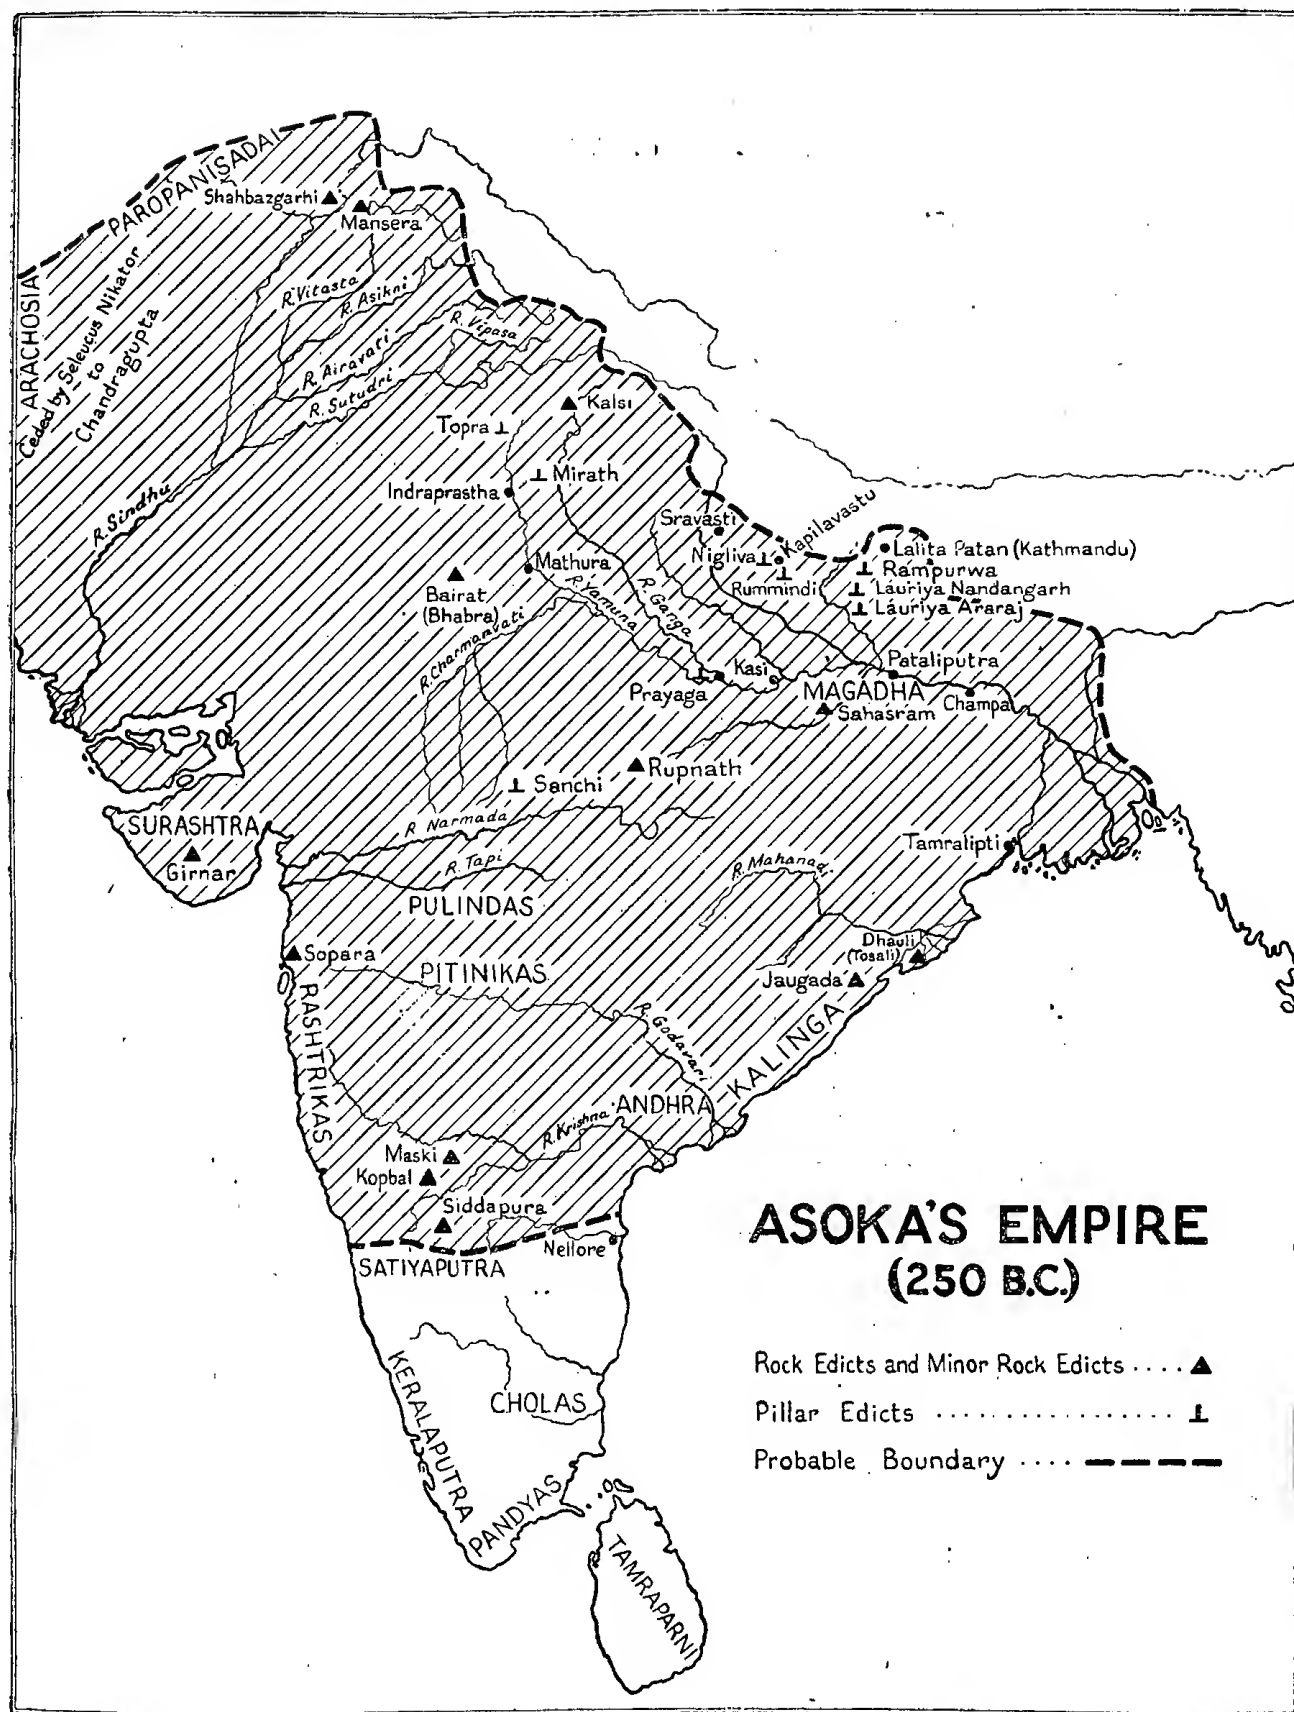 PAROPANISADAI
Shahbazgarhi
Mansera
ARACHOSIA
Ceded by Seleucus Nikator
to
Chandragupta
R. Vitasta
R. Asikni
R. Vipasa
R. Airavati
R. Sutudri
Kalsi
Topra
Mirath
Indraprastha
R. Sindhu
Sravasti
Kapilavastu
Nigliva
Rummindi
Lalita Patan (Kathmandu)
Rampurwa
Lauriya Nandangarh
Lauriya Araraj
Mathura
Bairat
(Bhabra)
R. Yamuna
R. Ganga
R. Charmanvati
Prayaga
Kasi
Pataliputra
MAGADHA
Champa
Sahasram
Rupnath
Sanchi
SURASHTRA
Girnar
R Narmada
R. Tapi
Tamralipti
R. Mahanadi
PULINDAS
Dhauli
(Tosali)
Sopara
PITINIKAS
Jaugada
RASHTRIKAS
R. Godavari
KALINGA
ANDHRA
R. Krishna
Maski
Kopbal
Siddapura
Nellore
SATIYAPUTRA
KERALAPUTRA
CHOLAS
PANDYAS
TAMRAPARNI
ASOKA'S EMPIRE
(250 B.C.)
Rock Edicts and Minor Rock Edicts ....
Pillar Edicts ................
Probable Boundary ....